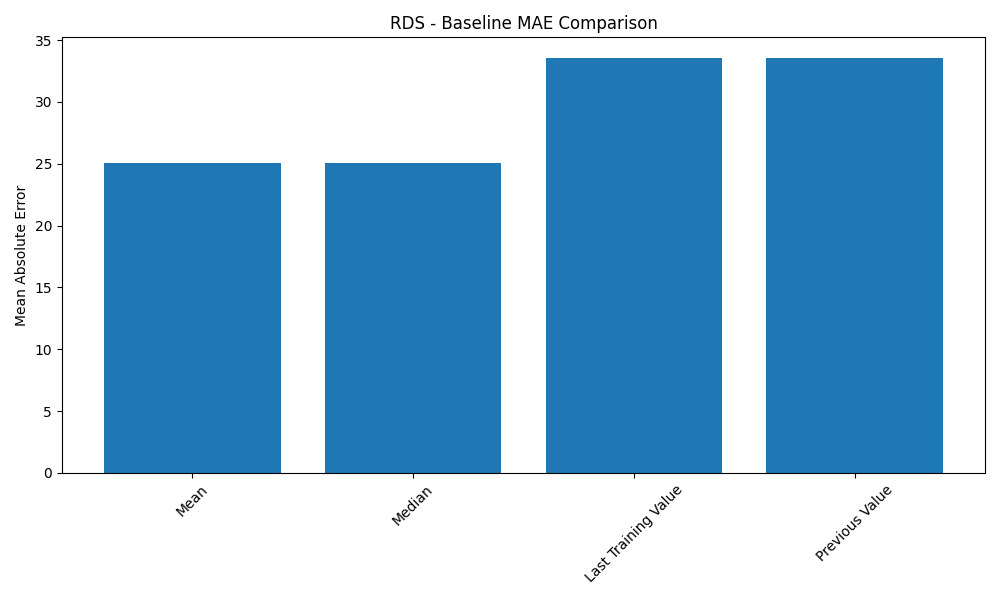 RDS - Baseline MAE Comparison
Mean Absolute Error
35
30
25
20
15
10
5
0
Mean
Median
Last Training Value
Previous Value